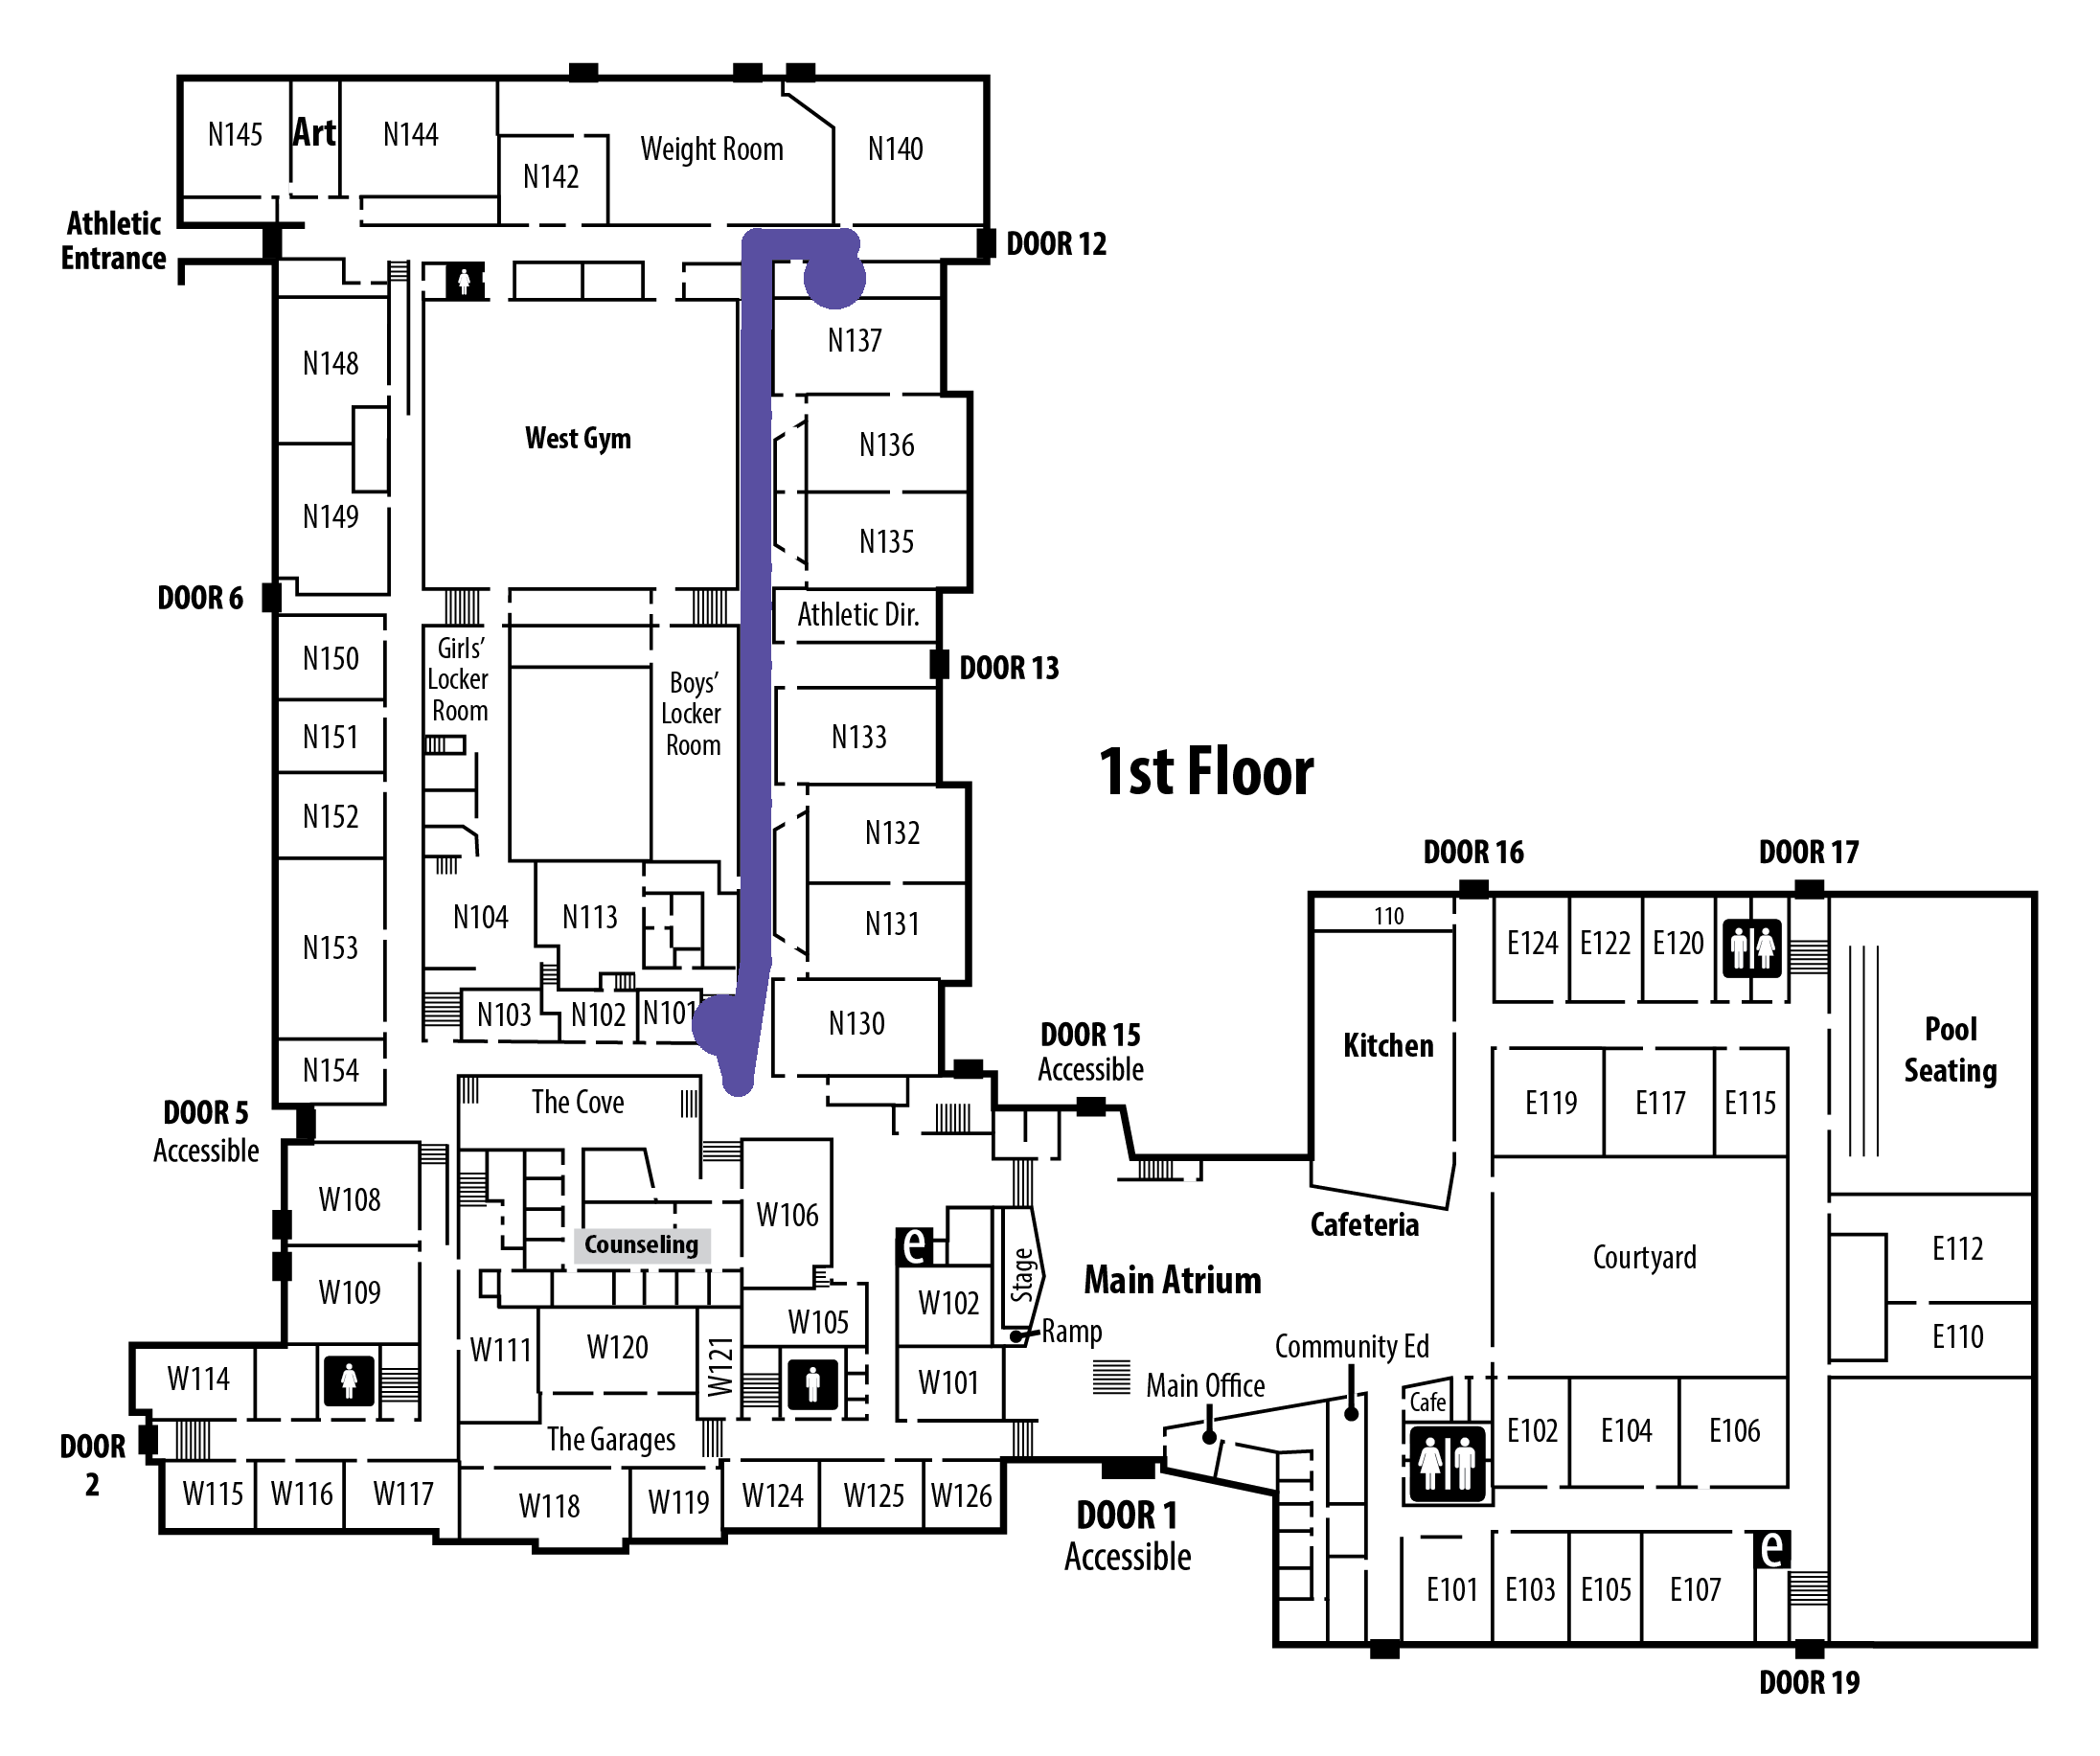 N145
Art
N144
N142
Weight Room
N140
Athletic
Entrance
DOOR 12
N148
N137
West Gym
N136
N149
N135
DOOR 6
Athletic Dir.
N150
Girls'
Locker
Room
DOOR 13
Boys'
Locker
Room
N151
N133
1st Floor
N152
N132
DOOR 16
DOOR 17
N153
N104
N113
N131
110
E124
E122
E120
N103
N102
N101
N130
DOOR 15
Accessible
Kitchen
Pool
Seating
N154
The Cove
E119
E117
E115
DOOR 5
Accessible
W108
W106
Cafeteria
Counseling
e
Courtyard
E112
W109
Stage
Main Atrium
W102
W105
Ramp
E110
W111
W120
W121
Community Ed
W114
W101
Main Office
Cafe
The Garages
E102
E104
E106
DOOR
2
W115
W116
W117
W118
W119
W124
W125
W126
DOOR 1
Accessible
e
E101
E103
E105
E107
DOOR 19